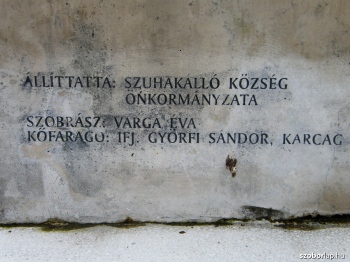 ÁLLÍTTATTA: SZUHAKÁLLÓ KÖZSÉG
ÖNKORMÁNYZATA
SZOBRÁSZ: VARGA ÉVA
KŐFARAGÓ: IFJ. GYŐRFI SÁNDOR, KARCAG
szoborlap.hu